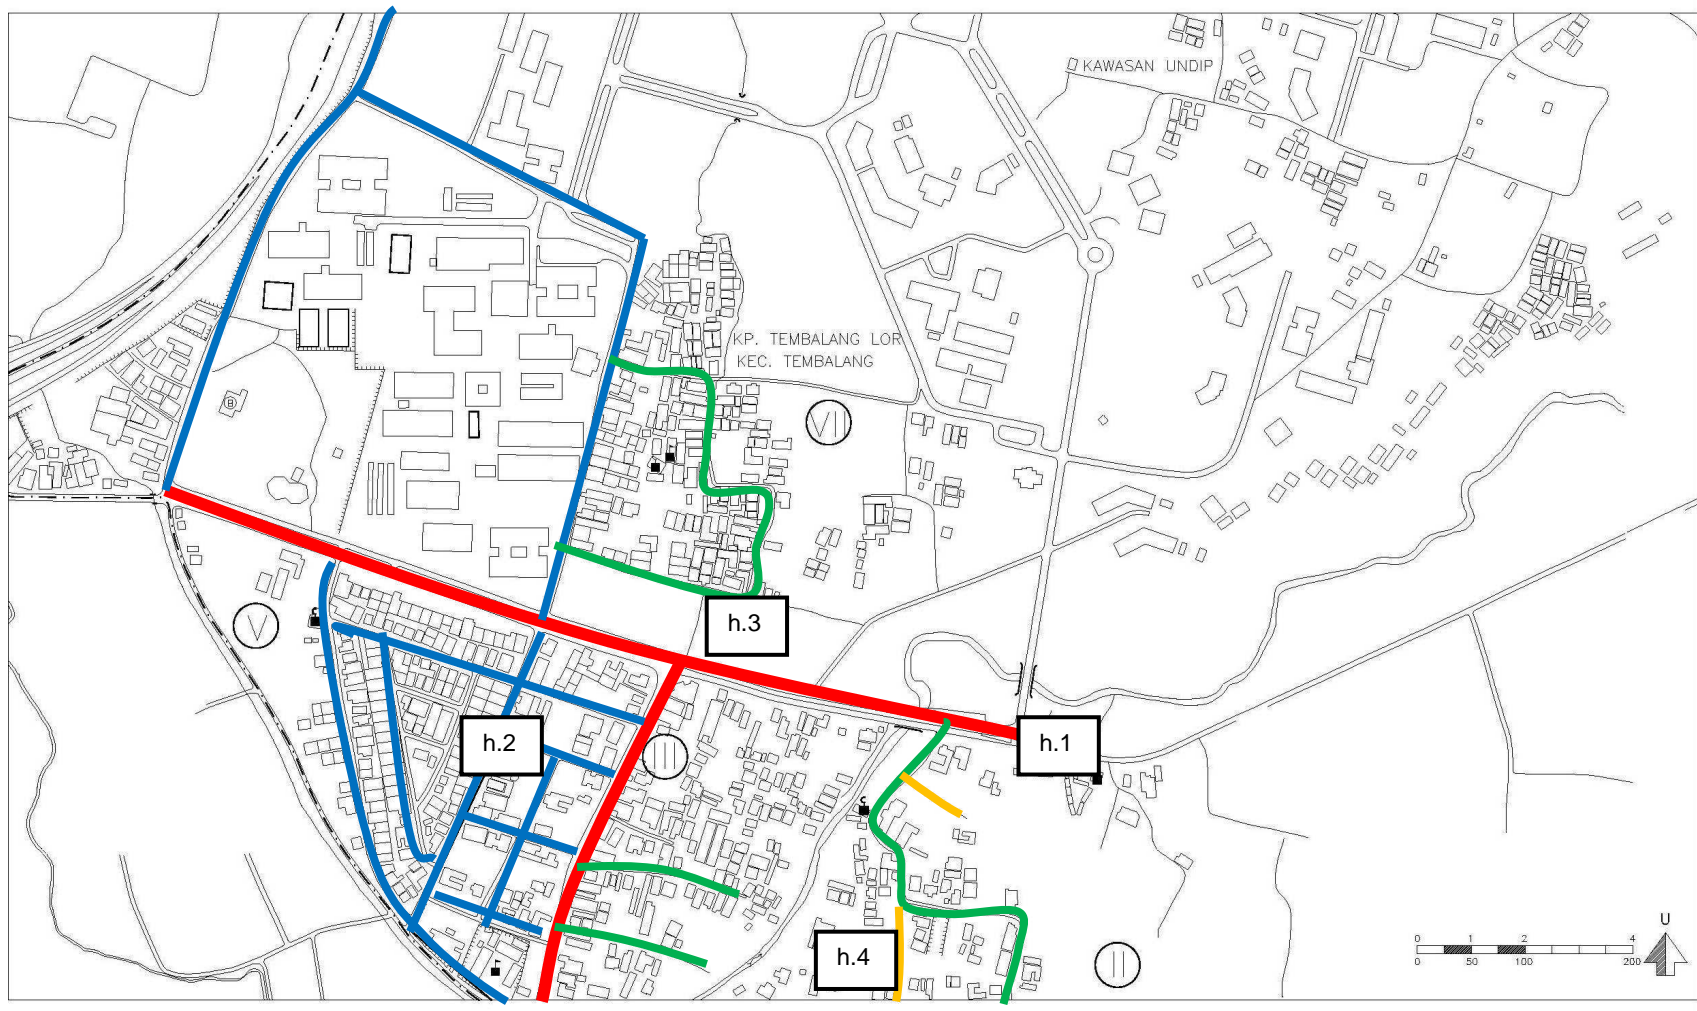 KAWASAN UNDIP
KP. TEMBALANG LOR
KEC. TEMBALANG
B
VII
V
h.3
III
h.2
h.1
h.4
II
U
0 1 2 4
0 50 100 200